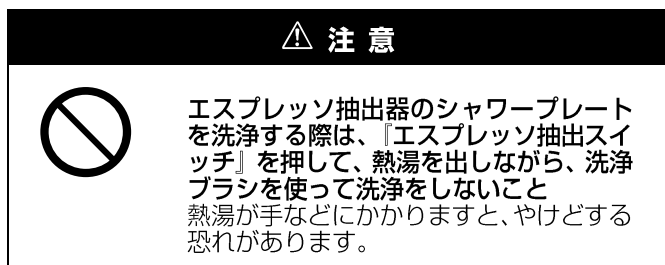 ⚠ 注 意
エスプレッソ抽出器のシャワープレート
を洗浄する際は、『エスプレッソ抽出スイ
ッチ』を押して、熱湯を出しながら、洗浄
ブラシを使って洗浄をしないこと
熱湯が手などにかかりますと、やけどする
恐れがあります。